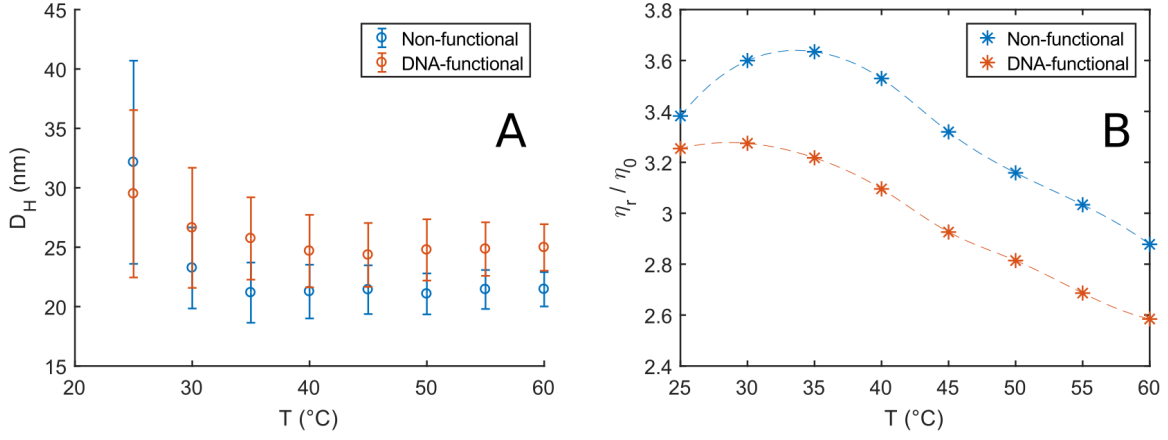 45
40
35
30
25
20
15
D_H (nm)
20
30
40
50
60
T (°C)
Non-functional
DNA-functional
A
3.8
3.6
3.4
3.2
3
2.8
2.6
2.4
η_r / η_0
25
30
35
40
45
50
55
60
T (°C)
Non-functional
DNA-functional
B